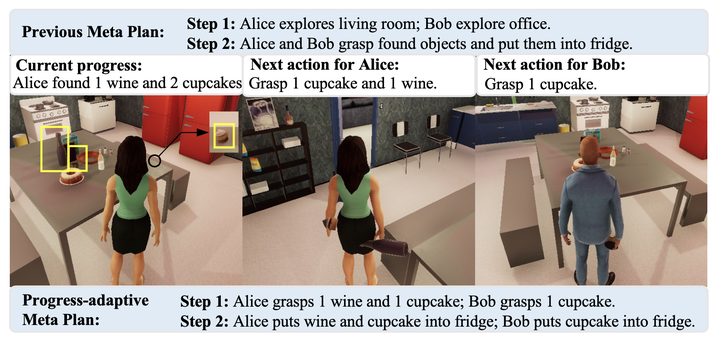 Previous Meta Plan:
Step 1: Alice explores living room; Bob explore office.
Step 2: Alice and Bob grasp found objects and put them into fridge.
Current progress:
Alice found 1 wine and 2 cupcakes
Next action for Alice:
Grasp 1 cupcake and 1 wine.
Next action for Bob:
Grasp 1 cupcake.
Progress-adaptive
Meta Plan:
Step 1: Alice grasps 1 wine and 1 cupcake; Bob grasps 1 cupcake.
Step 2: Alice puts wine and cupcake into fridge; Bob puts cupcake into fridge.